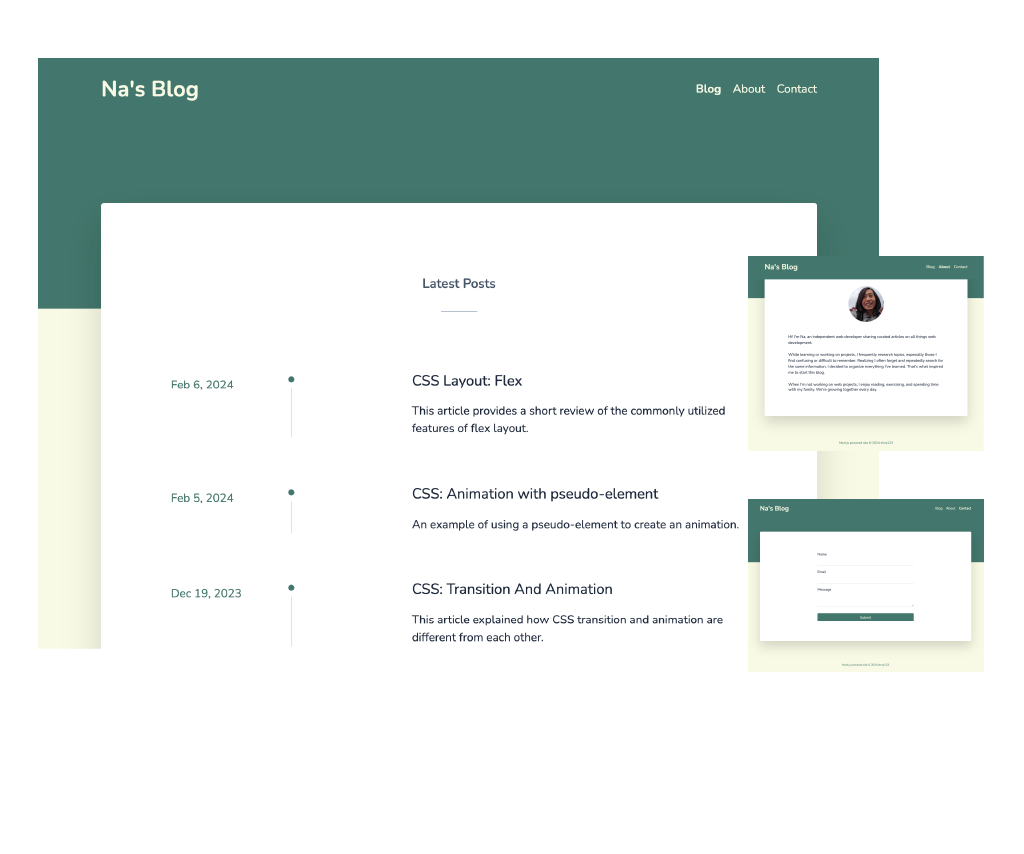 Na's Blog
Blog About Contact
Latest Posts
Feb 6, 2024
CSS Layout: Flex
This article provides a short review of the commonly utilized
features of flex layout.
Feb 5, 2024
CSS: Animation with pseudo-element
An example of using a pseudo-element to create an animation.
Dec 19, 2023
CSS: Transition And Animation
This article explained how CSS transition and animation are
different from each other.
Na's Blog
Blog About Contact
Hi! I'm Na, an independent web developer sharing curated articles on all things web
development.
While learning or working on projects, I frequently research topics, especially those I
find confusing or difficult to remember. Realizing I often forget and repeatedly search for
the same information, I decided to organize everything I've learned. That's what inspired
me to start this blog.
When I'm not working on web projects, I enjoy reading, exercising, and spending time
with my family. We're growing together every day.
Na's Blog
Blog About Contact
Name
Email
Message
Submit